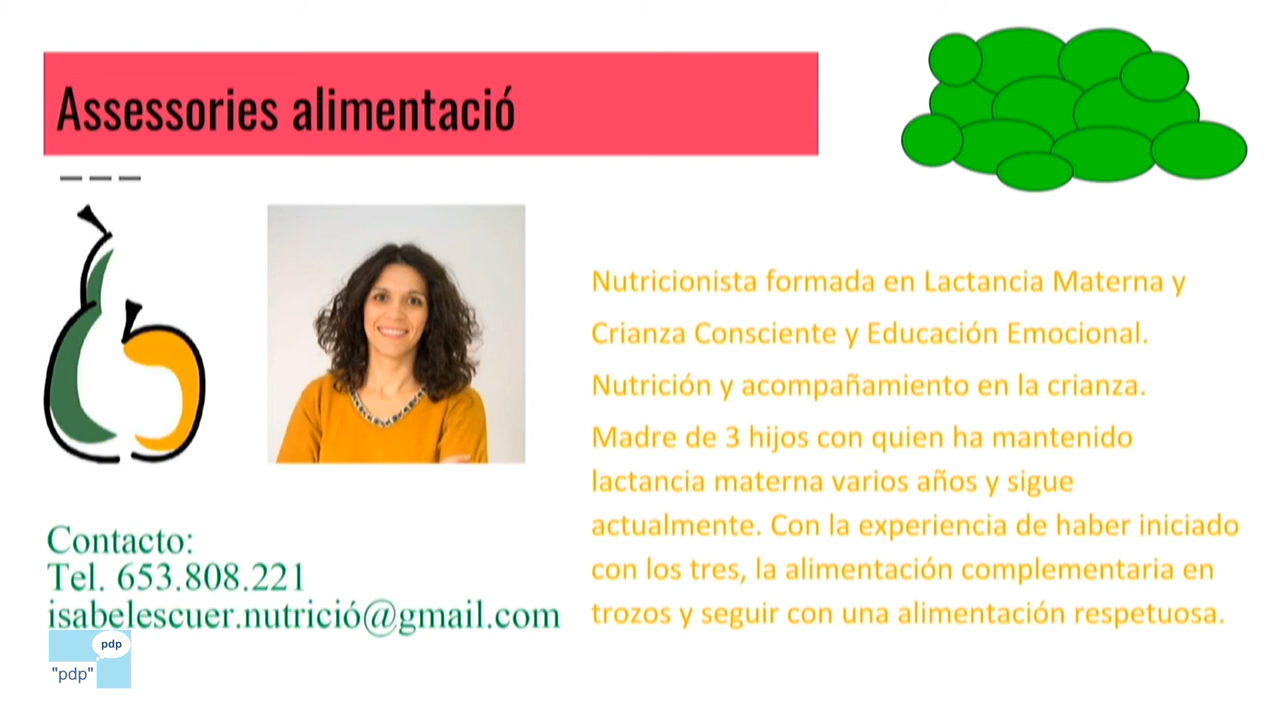 Assessories alimentació
Nutricionista formada en Lactancia Materna y
Crianza Consciente y Educación Emocional.
Nutrición y acompañamiento en la crianza.
Madre de 3 hijos con quien ha mantenido
lactancia materna varios años y sigue
actualmente. Con la experiencia de haber iniciado
con los tres, la alimentación complementaria en
trozos y seguir con una alimentación respetuosa.
Contacto:
Tel. 653.808.221
isabelescuer.nutrició@gmail.com
pdp
"pdp"